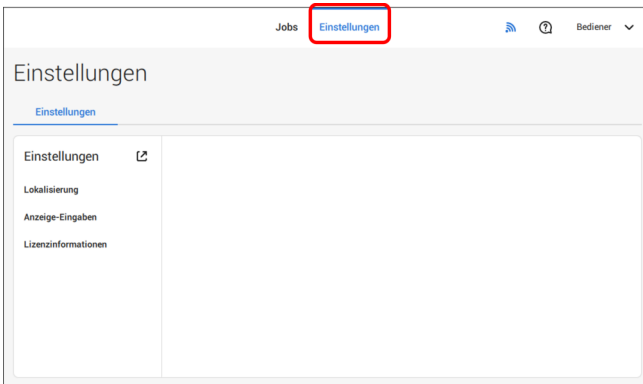 Jobs Einstellungen Bediener
Einstellungen
Einstellungen
Einstellungen
Lokalisierung
Anzeige-Eingaben
Lizenzinformationen